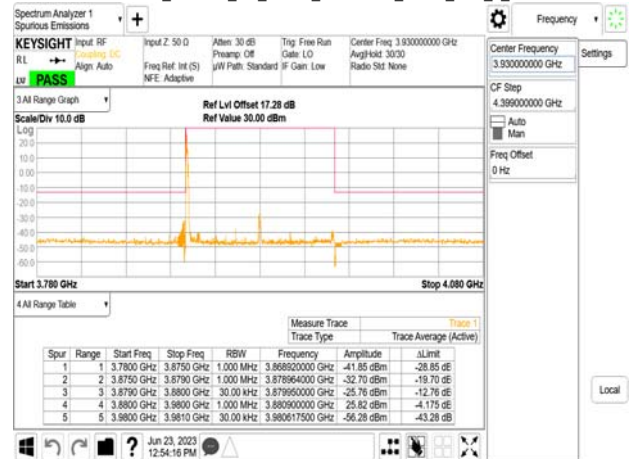 Spectrum Analyzer 1
Spurious Emissions
Frequency
KEYSIGHT Input: RF Input Z: 50 Ω Atten: 30 dB Trig: Free Run Center Freq: 3.930000000 GHz
RL Coupling: DC Preamp: Off Gate: LO Avg|Hold: 30/30
Align: Auto Freq Ref: Int (S) µW Path: Standard IF Gain: Low Radio Std: None
NFE: Adaptive
LU PASS
Center Frequency
3.930000000 GHz
Settings
CF Step
4.399000000 GHz
Auto
Man
Freq Offset
0 Hz
3 All Range Graph
Ref Lvl Offset 17.28 dB
Scale/Div 10.0 dB Ref Value 30.00 dBm
Log
20.0
10.0
0.00
-10.0
-20.0
-30.0
-40.0
-50.0
-60.0
Start 3.780 GHz Stop 4.080 GHz
4 All Range Table
Measure Trace Trace 1
Trace Type Trace Average (Active)
Spur Range Start Freq Stop Freq RBW Frequency Amplitude ΔLimit
1 1 3.7800 GHz 3.8750 GHz 1.000 MHz 3.868920000 GHz -41.85 dBm -28.85 dB
2 2 3.8750 GHz 3.8790 GHz 1.000 MHz 3.878964000 GHz -32.70 dBm -19.70 dB
3 3 3.8790 GHz 3.8800 GHz 30.00 kHz 3.879950000 GHz -25.76 dBm -12.76 dB
4 4 3.8800 GHz 3.9800 GHz 1.000 MHz 3.880900000 GHz 25.82 dBm -4.175 dB
5 5 3.9800 GHz 3.9810 GHz 30.00 kHz 3.980617500 GHz -56.28 dBm -43.28 dB
Local
Jun 23, 2023
12:54:16 PM